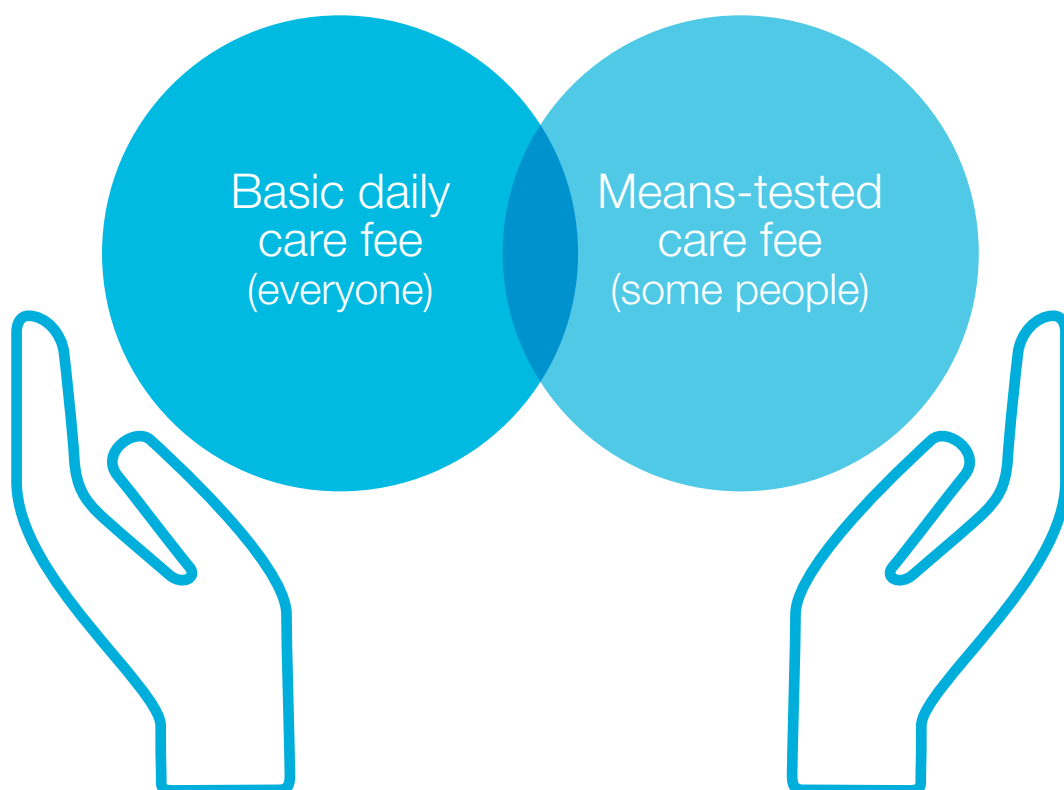 Basic daily
care fee
(everyone)
Means-tested
care fee
(some people)